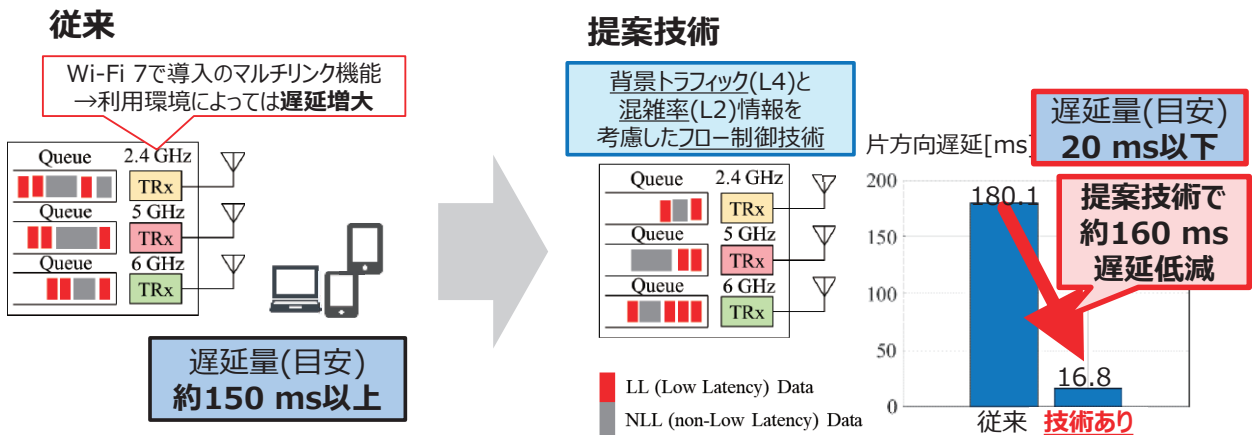 従来
Wi-Fi 7で導入のマルチリンク機能
→利用環境によっては遅延増大
Queue
2.4 GHz
TRx
Queue
5 GHz
TRx
Queue
6 GHz
TRx
遅延量(目安)
約150 ms以上
提案技術
背景トラフィック(L4)と
混雑率(L2)情報を
考慮したフロー制御技術
Queue
2.4 GHz
TRx
Queue
5 GHz
TRx
Queue
6 GHz
TRx
LL (Low Latency) Data
NLL (non-Low Latency) Data
片方向遅延[ms]
遅延量(目安)
20 ms以下
提案技術で
約160 ms
遅延低減
200
150
100
50
0
180.1
16.8
従来
技術あり